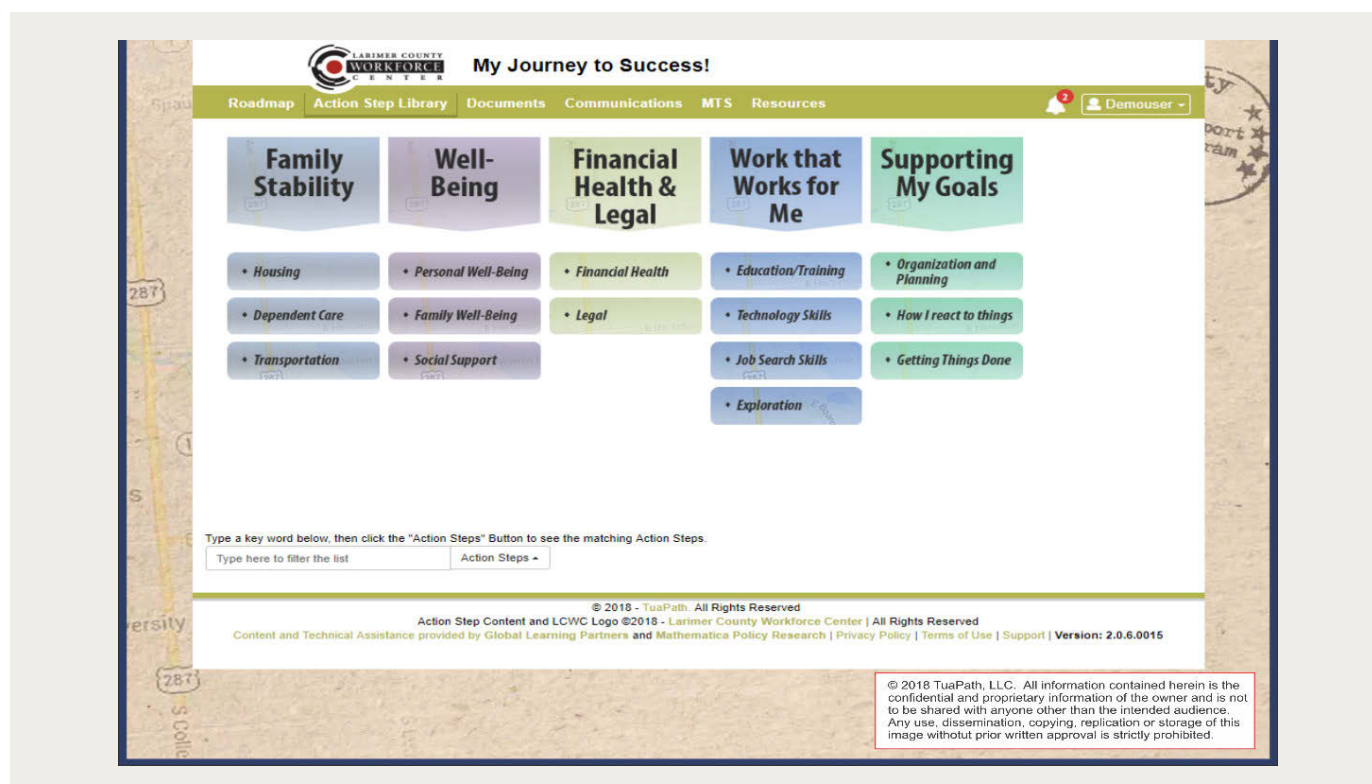 LARIMER COUNTY
WORKFORCE
CENTER
My Journey to Success!
Roadmap Action Step Library Documents Communications MTS Resources
2
Demouser
Family
Stability
• Housing
• Dependent Care
• Transportation
Well-
Being
• Personal Well-Being
• Family Well-Being
• Social Support
Financial
Health &
Legal
• Financial Health
• Legal
Work that
Works for
Me
• Education/Training
• Technology Skills
• Job Search Skills
• Exploration
Supporting
My Goals
• Organization and
Planning
• How I react to things
• Getting Things Done
Type a key word below, then click the "Action Steps" Button to see the matching Action Steps.
Type here to filter the list
Action Steps
© 2018 - TuaPath. All Rights Reserved
Action Step Content and LCWC Logo ©2018 - Larimer County Workforce Center | All Rights Reserved
Content and Technical Assistance provided by Global Learning Partners and Mathematica Policy Research | Privacy Policy | Terms of Use | Support | Version: 2.0.6.0015
© 2018 TuaPath, LLC. All information contained herein is the
confidential and proprietary information of the owner and is not
to be shared with anyone other than the intended audience.
Any use, dissemination, copying, replication or storage of this
image withotut prior written approval is strictly prohibited.
287
287
S
ersity
S Colle
ty
port
ram